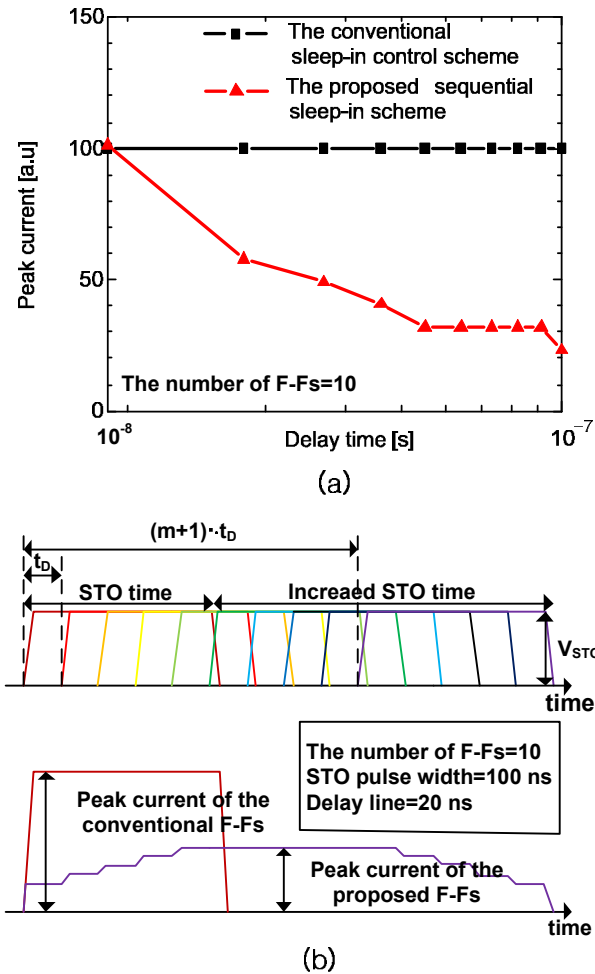 150
100
50
0
Peak current [a.u]
The conventional
sleep-in control scheme
The proposed sequential
sleep-in scheme
The number of F-Fs=10
10⁻⁸
Delay time [s]
10⁻⁷
(a)
(m+1)··t_D
t_D
STO time
Increaed STO time
V_STO
time
The number of F-Fs=10
STO pulse width=100 ns
Delay line=20 ns
Peak current of the
conventional F-Fs
Peak current of the
proposed F-Fs
time
(b)